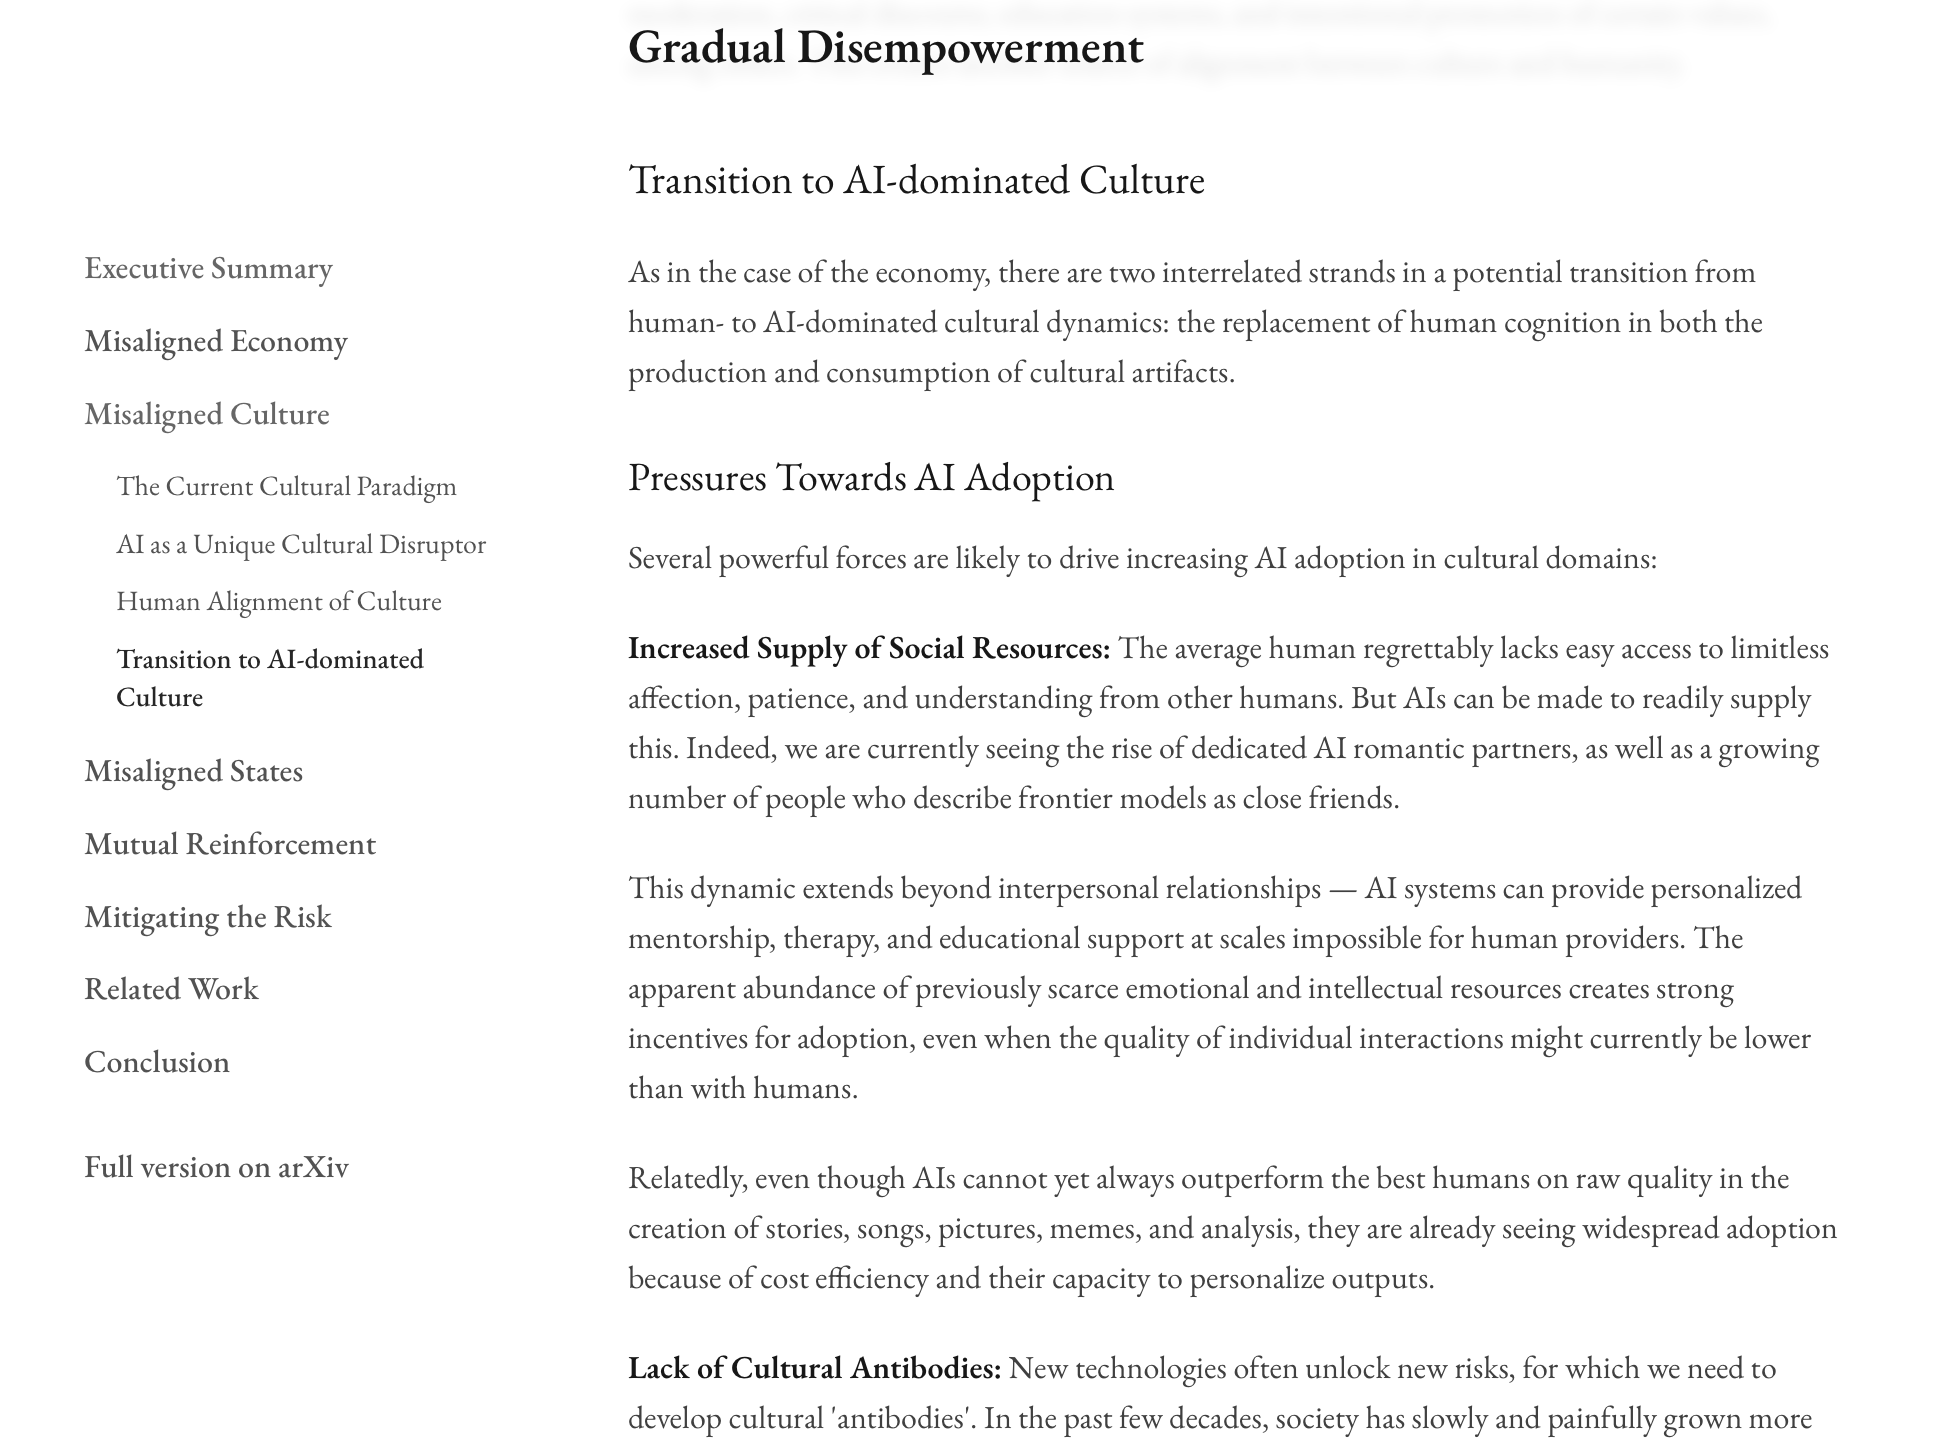 Gradual Disempowerment
Executive Summary
Misaligned Economy
Misaligned Culture
The Current Cultural Paradigm
AI as a Unique Cultural Disruptor
Human Alignment of Culture
Transition to AI-dominated
Culture
Misaligned States
Mutual Reinforcement
Mitigating the Risk
Related Work
Conclusion
Full version on arXiv
Transition to AI-dominated Culture
As in the case of the economy, there are two interrelated strands in a potential transition from
human- to AI-dominated cultural dynamics: the replacement of human cognition in both the
production and consumption of cultural artifacts.
Pressures Towards AI Adoption
Several powerful forces are likely to drive increasing AI adoption in cultural domains:
Increased Supply of Social Resources: The average human regrettably lacks easy access to limitless
affection, patience, and understanding from other humans. But AIs can be made to readily supply
this. Indeed, we are currently seeing the rise of dedicated AI romantic partners, as well as a growing
number of people who describe frontier models as close friends.
This dynamic extends beyond interpersonal relationships — AI systems can provide personalized
mentorship, therapy, and educational support at scales impossible for human providers. The
apparent abundance of previously scarce emotional and intellectual resources creates strong
incentives for adoption, even when the quality of individual interactions might currently be lower
than with humans.
Relatedly, even though AIs cannot yet always outperform the best humans on raw quality in the
creation of stories, songs, pictures, memes, and analysis, they are already seeing widespread adoption
because of cost efficiency and their capacity to personalize outputs.
Lack of Cultural Antibodies: New technologies often unlock new risks, for which we need to
develop cultural 'antibodies'. In the past few decades, society has slowly and painfully grown more